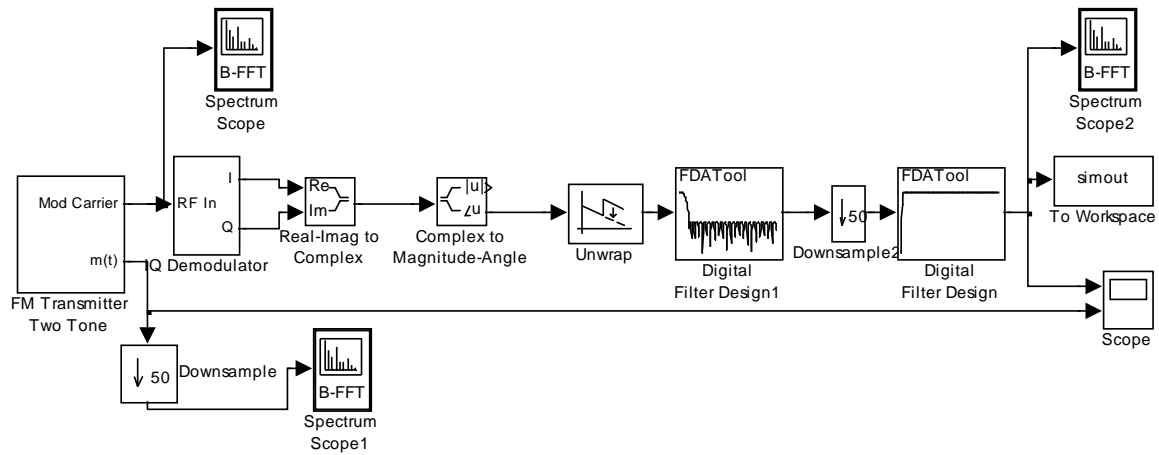 B-FFT
Spectrum
Scope
B-FFT
Spectrum
Scope2
Mod Carrier
m(t)
FM Transmitter
Two Tone
RF In
I
Q
IQ Demodulator
Re
Im
Real-Imag to
Complex
|u|
∠u
Complex to
Magnitude-Angle
Unwrap
FDATool
Digital
Filter Design1
50
Downsample2
FDATool
Digital
Filter Design
simout
To Workspace
Scope
50
Downsample
B-FFT
Spectrum
Scope1